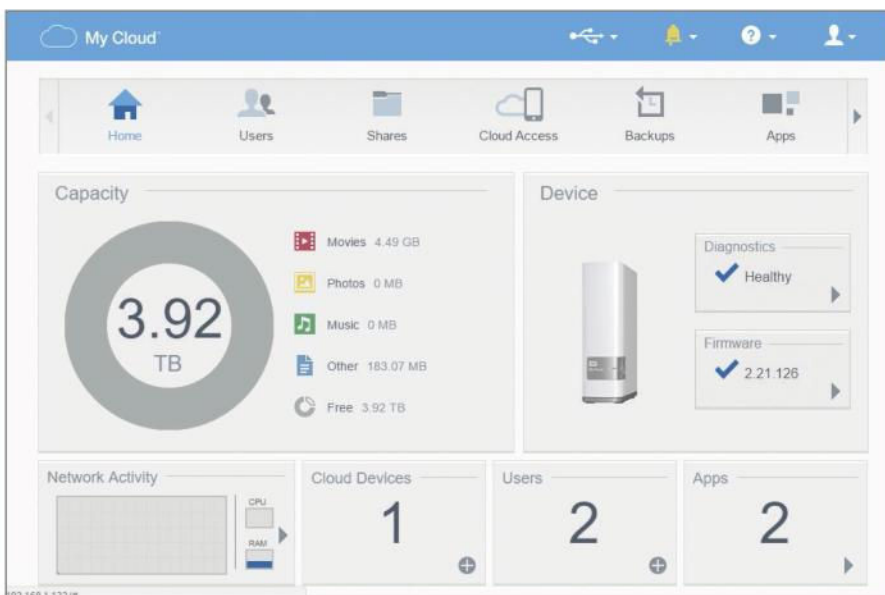 My Cloud
Home
Users
Shares
Cloud Access
Backups
Apps
Capacity
3.92
TB
Movies 4.49 GB
Photos 0 MB
Music 0 MB
Other 183.07 MB
Free 3.92 TB
Device
Diagnostics
Healthy
Firmware
2.21.126
Network Activity
CPU
RAM
Cloud Devices
1
Users
2
Apps
2